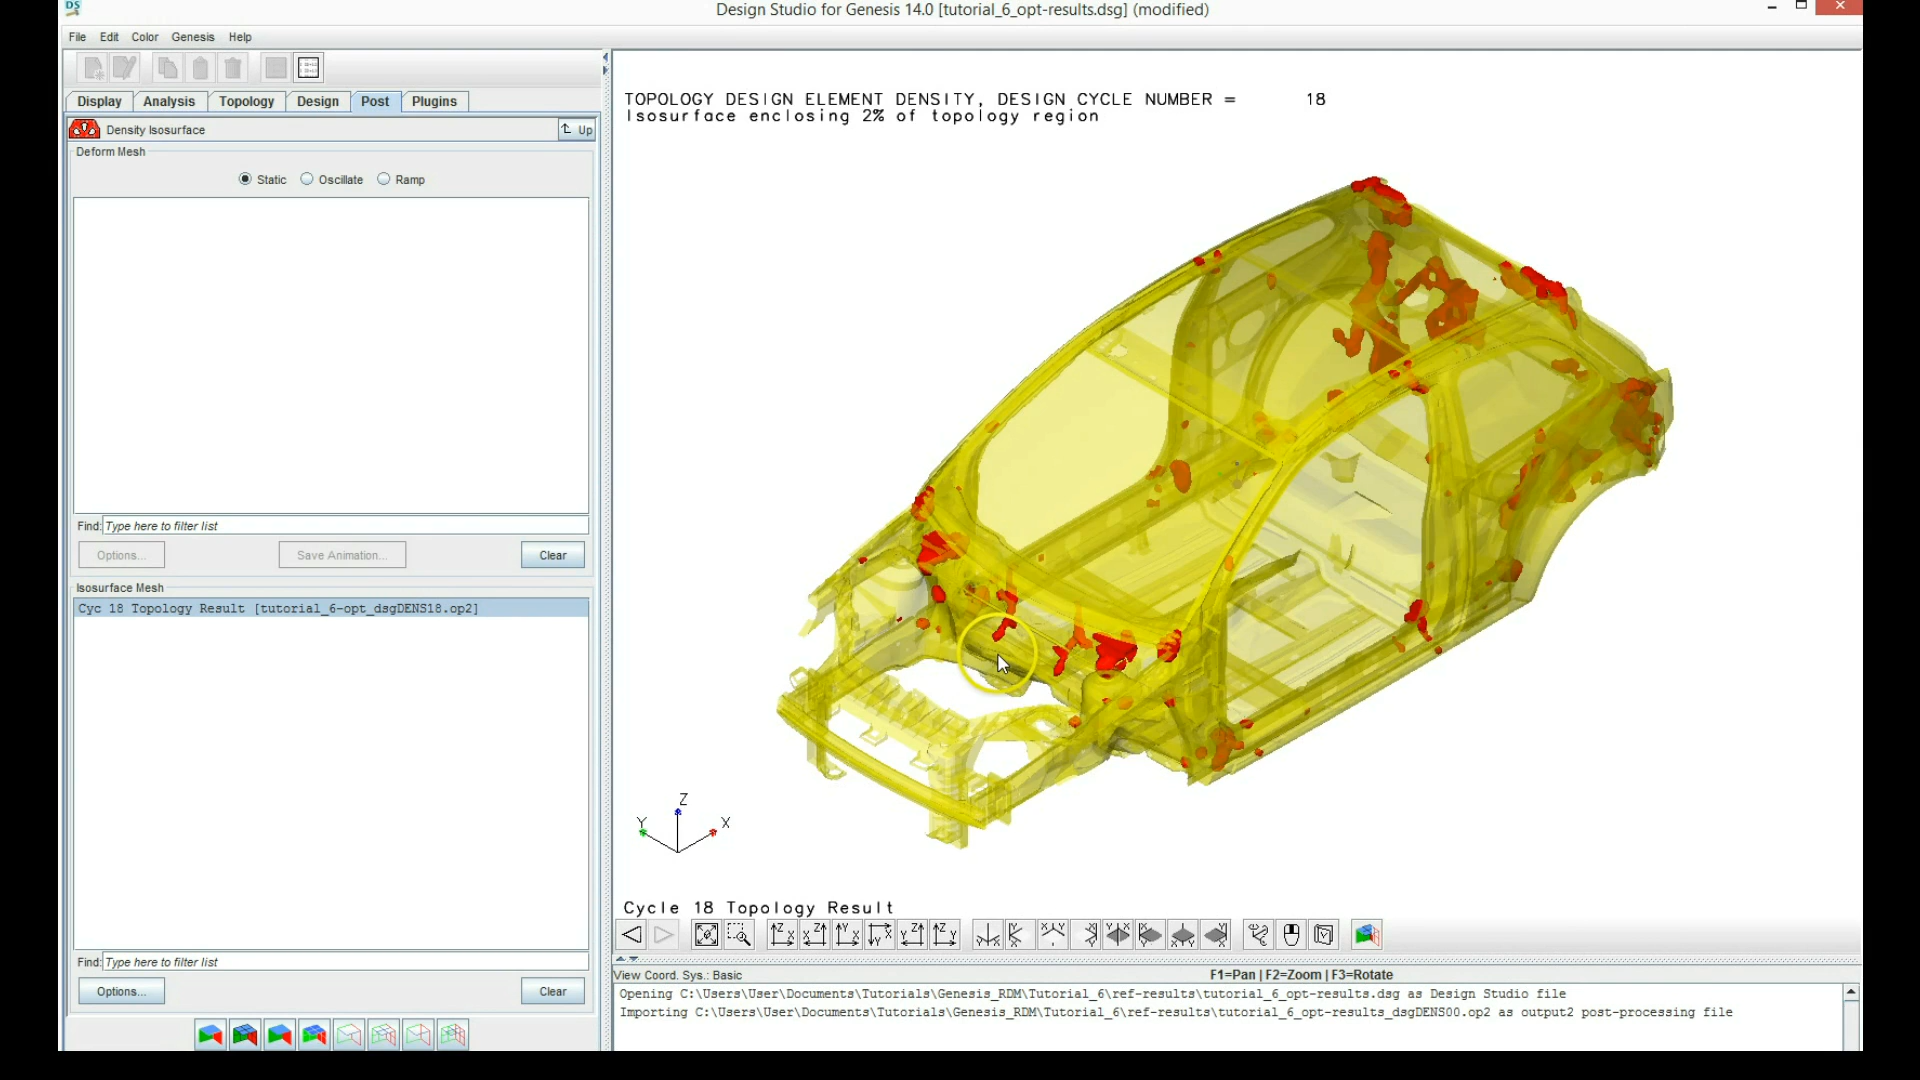 DS
Design Studio for Genesis 14.0 [tutorial_6_opt-results.dsg] (modified)
File Edit Color Genesis Help
Display Analysis Topology Design Post Plugins
Density Isosurface
Up
Deform Mesh
Static Oscillate Ramp
Find: Type here to filter list
Options... Save Animation... Clear
Isosurface Mesh
Cyc 18 Topology Result [tutorial_6-opt_dsgDENS18.op2]
Find: Type here to filter list
Options... Clear
TOPOLOGY DESIGN ELEMENT DENSITY, DESIGN CYCLE NUMBER = 18
Isosurface enclosing 2% of topology region
Z
Y X
Cycle 18 Topology Result
View Coord. Sys.: Basic
F1=Pan | F2=Zoom | F3=Rotate
Opening C:\Users\User\Documents\Tutorials\Genesis_RDM\Tutorial_6\ref-results\tutorial_6_opt-results.dsg as Design Studio file
Importing C:\Users\User\Documents\Tutorials\Genesis_RDM\Tutorial_6\ref-results\tutorial_6_opt-results_dsgDENS00.op2 as output2 post-processing file